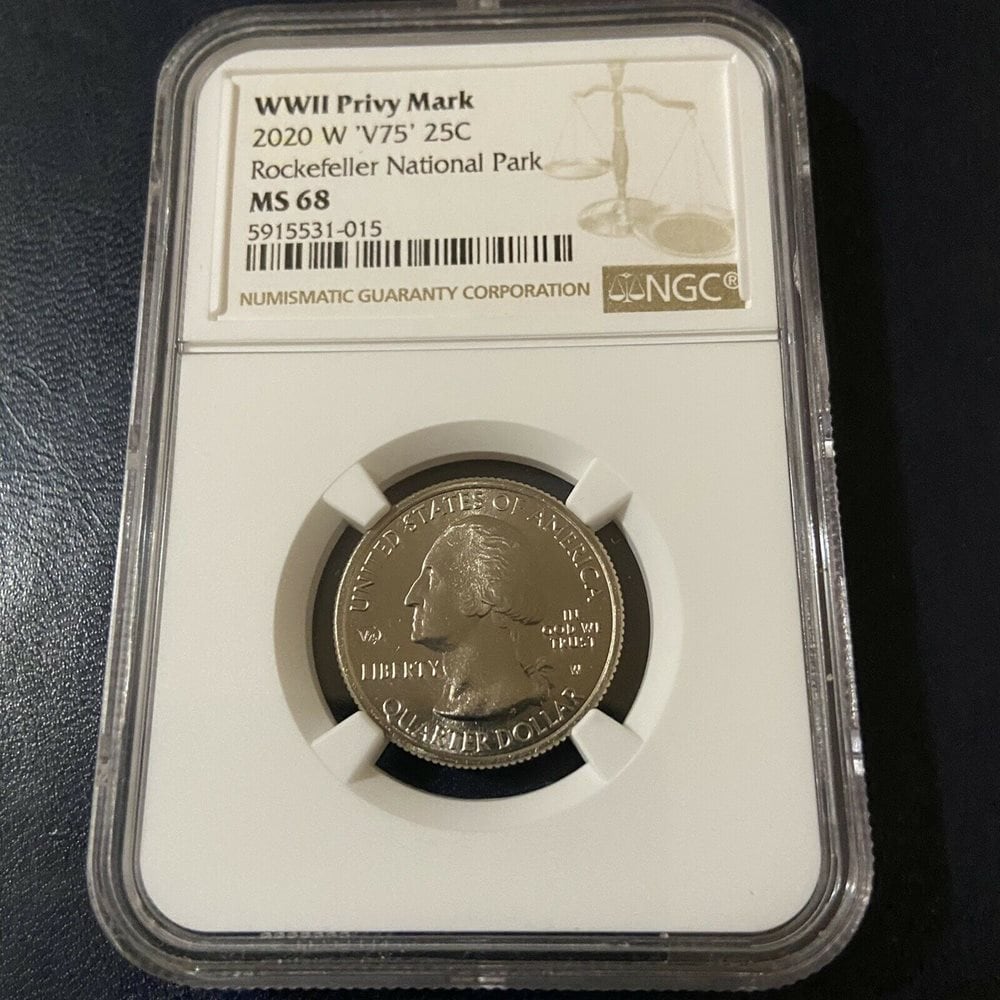 WWII Privy Mark
2020 W 'V75' 25C
Rockefeller National Park
MS 68
5915531-015
NUMISMATIC GUARANTY CORPORATION
NGC®
UNITED STATES OF AMERICA
IN
GOD WE
TRUST
LIBERTY
W
QUARTER DOLLAR